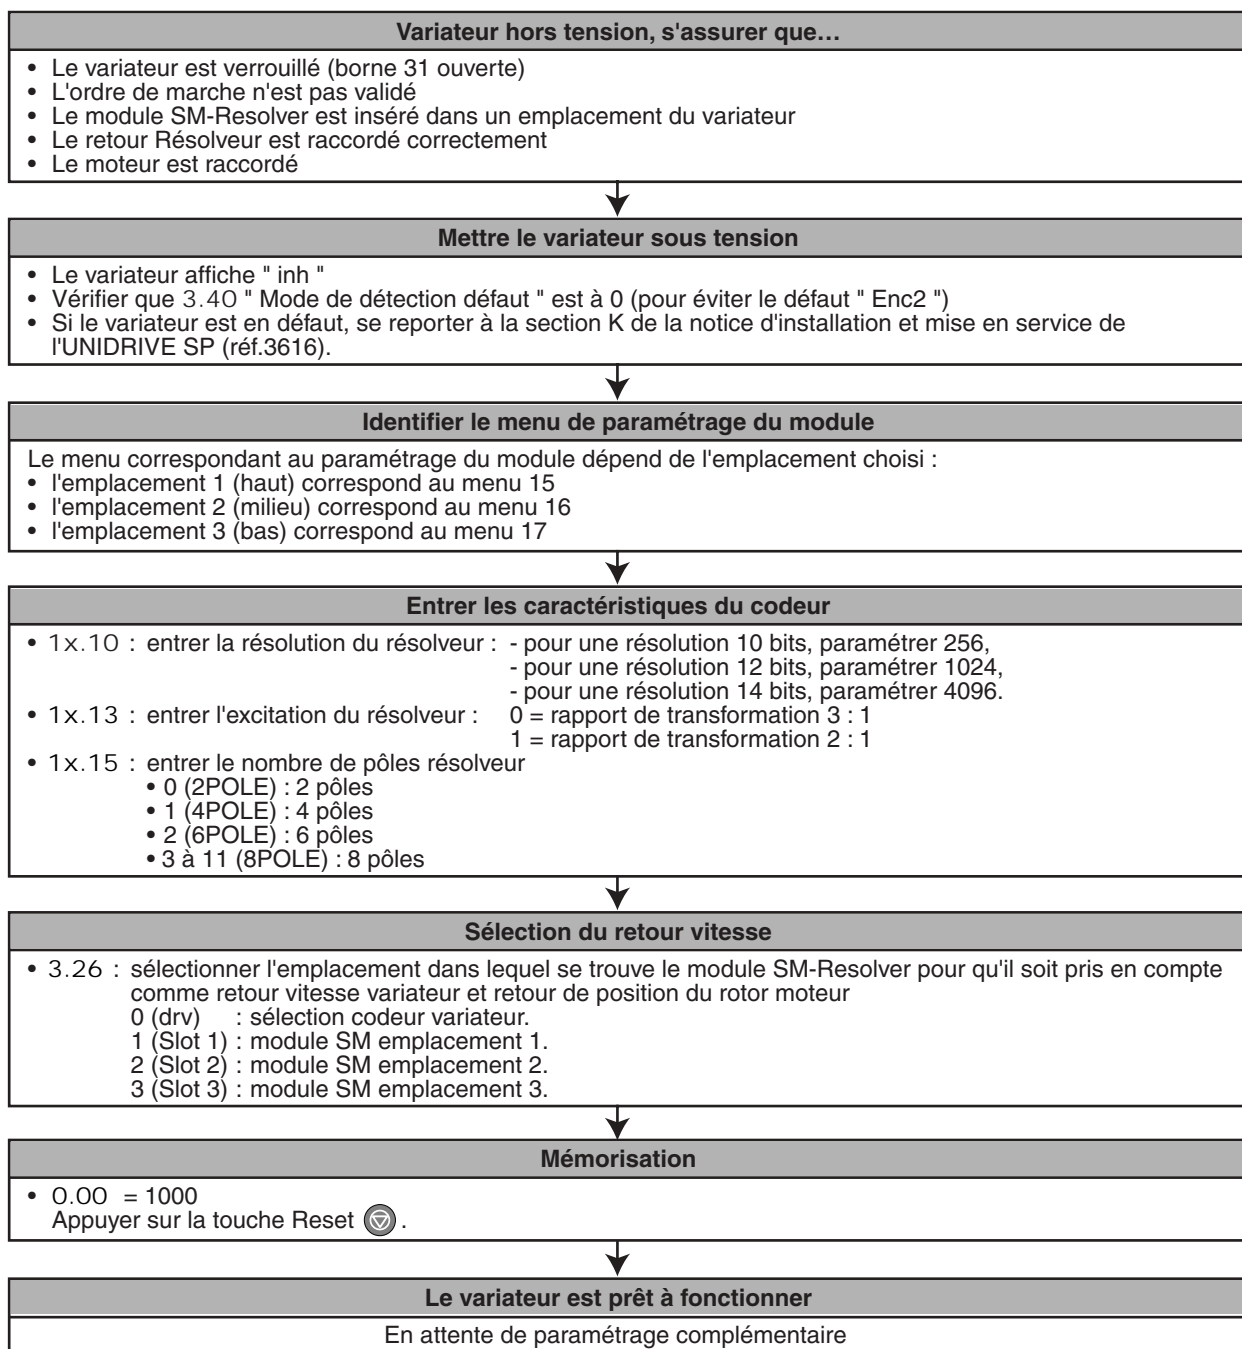 Variateur hors tension, s'assurer que…
• Le variateur est verrouillé (borne 31 ouverte)
• L'ordre de marche n'est pas validé
• Le module SM-Resolver est inséré dans un emplacement du variateur
• Le retour Résolveur est raccordé correctement
• Le moteur est raccordé
Mettre le variateur sous tension
• Le variateur affiche " inh "
• Vérifier que 3.40 " Mode de détection défaut " est à 0 (pour éviter le défaut " Enc2 ")
• Si le variateur est en défaut, se reporter à la section K de la notice d'installation et mise en service de
l'UNIDRIVE SP (réf.3616).
Identifier le menu de paramétrage du module
Le menu correspondant au paramétrage du module dépend de l'emplacement choisi :
• l'emplacement 1 (haut) correspond au menu 15
• l'emplacement 2 (milieu) correspond au menu 16
• l'emplacement 3 (bas) correspond au menu 17
Entrer les caractéristiques du codeur
• 1x.10 : entrer la résolution du résolveur : - pour une résolution 10 bits, paramétrer 256,
- pour une résolution 12 bits, paramétrer 1024,
- pour une résolution 14 bits, paramétrer 4096.
• 1x.13 : entrer l'excitation du résolveur : 0 = rapport de transformation 3 : 1
1 = rapport de transformation 2 : 1
• 1x.15 : entrer le nombre de pôles résolveur
• 0 (2POLE) : 2 pôles
• 1 (4POLE) : 4 pôles
• 2 (6POLE) : 6 pôles
• 3 à 11 (8POLE) : 8 pôles
Sélection du retour vitesse
• 3.26 : sélectionner l'emplacement dans lequel se trouve le module SM-Resolver pour qu'il soit pris en compte
comme retour vitesse variateur et retour de position du rotor moteur
0 (drv) : sélection codeur variateur.
1 (Slot 1) : module SM emplacement 1.
2 (Slot 2) : module SM emplacement 2.
3 (Slot 3) : module SM emplacement 3.
Mémorisation
• 0.00 = 1000
Appuyer sur la touche Reset .
Le variateur est prêt à fonctionner
En attente de paramétrage complémentaire